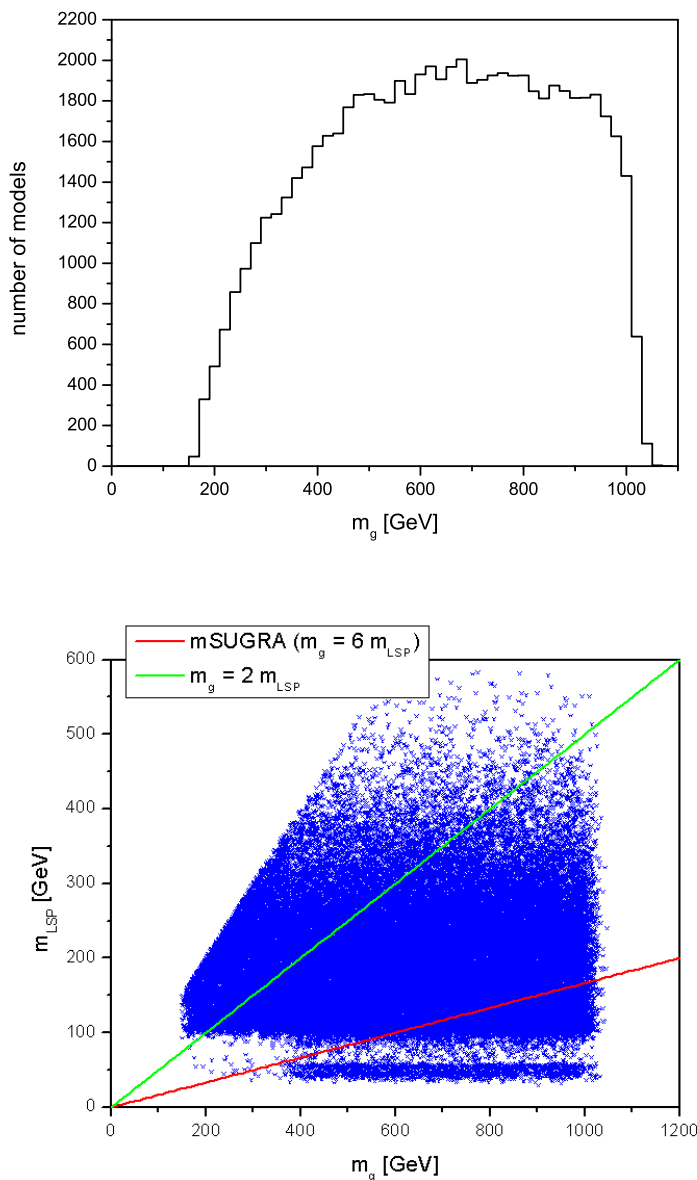 2200
2000
1800
1600
1400
1200
1000
800
600
400
200
0
number of models
0 200 400 600 800 1000
m_g [GeV]
mSUGRA (m_g = 6 m_LSP)
m_g = 2 m_LSP
600
500
400
300
200
100
0
m_LSP [GeV]
0 200 400 600 800 1000 1200
m_g [GeV]